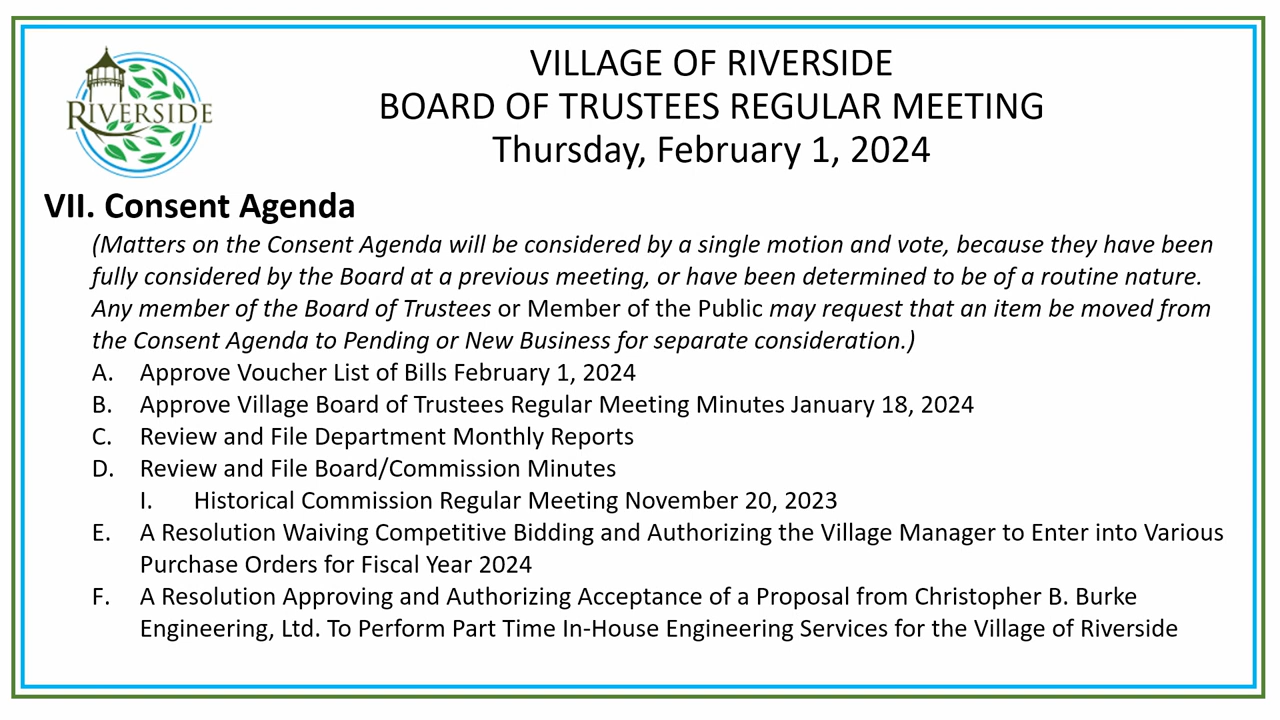 RIVERSIDE
VILLAGE OF RIVERSIDE
BOARD OF TRUSTEES REGULAR MEETING
Thursday, February 1, 2024
VII. Consent Agenda
(Matters on the Consent Agenda will be considered by a single motion and vote, because they have been
fully considered by the Board at a previous meeting, or have been determined to be of a routine nature.
Any member of the Board of Trustees or Member of the Public may request that an item be moved from
the Consent Agenda to Pending or New Business for separate consideration.)
A. Approve Voucher List of Bills February 1, 2024
B. Approve Village Board of Trustees Regular Meeting Minutes January 18, 2024
C. Review and File Department Monthly Reports
D. Review and File Board/Commission Minutes
I. Historical Commission Regular Meeting November 20, 2023
E. A Resolution Waiving Competitive Bidding and Authorizing the Village Manager to Enter into Various
Purchase Orders for Fiscal Year 2024
F. A Resolution Approving and Authorizing Acceptance of a Proposal from Christopher B. Burke
Engineering, Ltd. To Perform Part Time In-House Engineering Services for the Village of Riverside